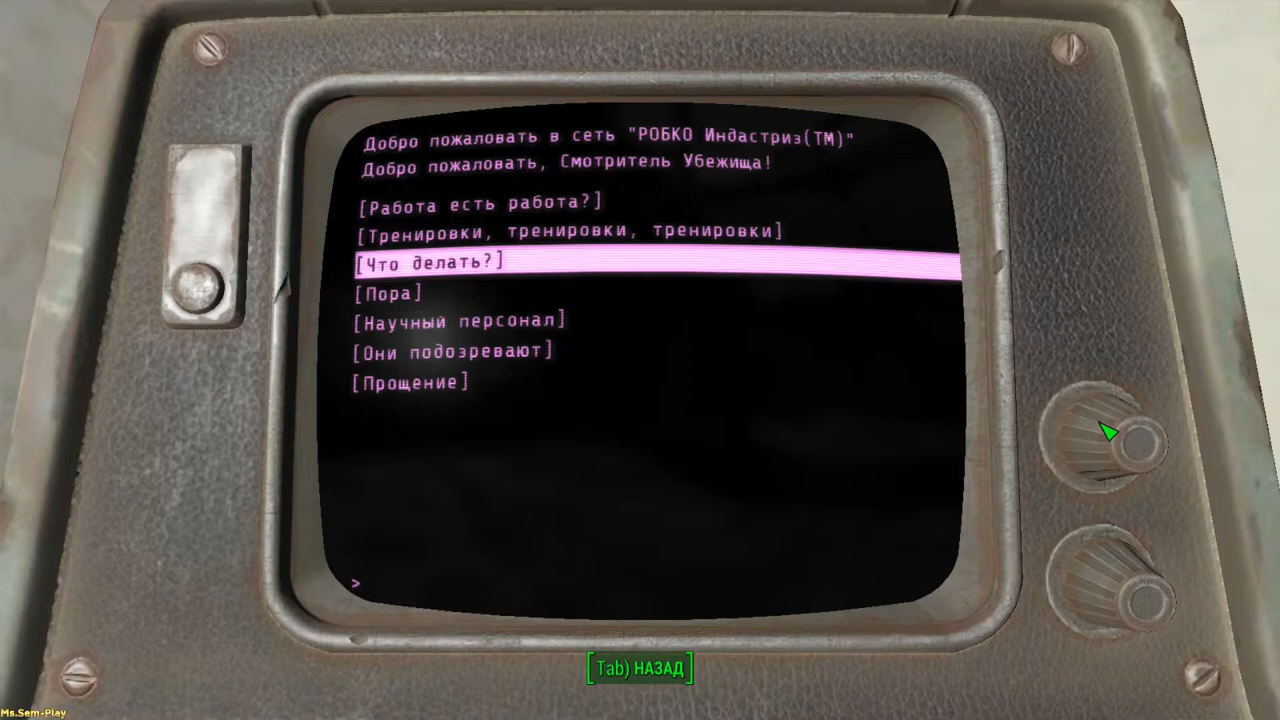 Добро пожаловать в сеть "РОБКО Индастриз(ТМ)"
Добро пожаловать, Смотритель Убежища!
[Работа есть работа?]
[Тренировки, тренировки, тренировки]
[Что делать?]
[Пора]
[Научный персонал]
[Они подозревают]
[Прощение]
>
[Tab) НАЗАД]
Ms.Sem-Play